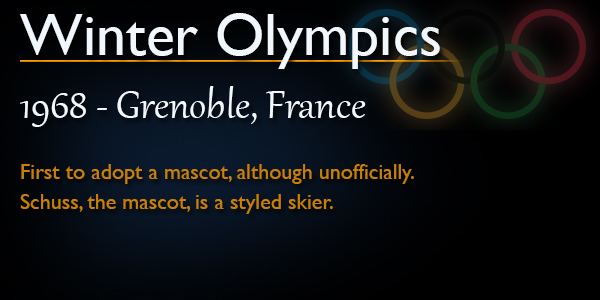 Winter Olympics
1968 - Grenoble, France
First to adopt a mascot, although unofficially.
Schuss, the mascot, is a styled skier.